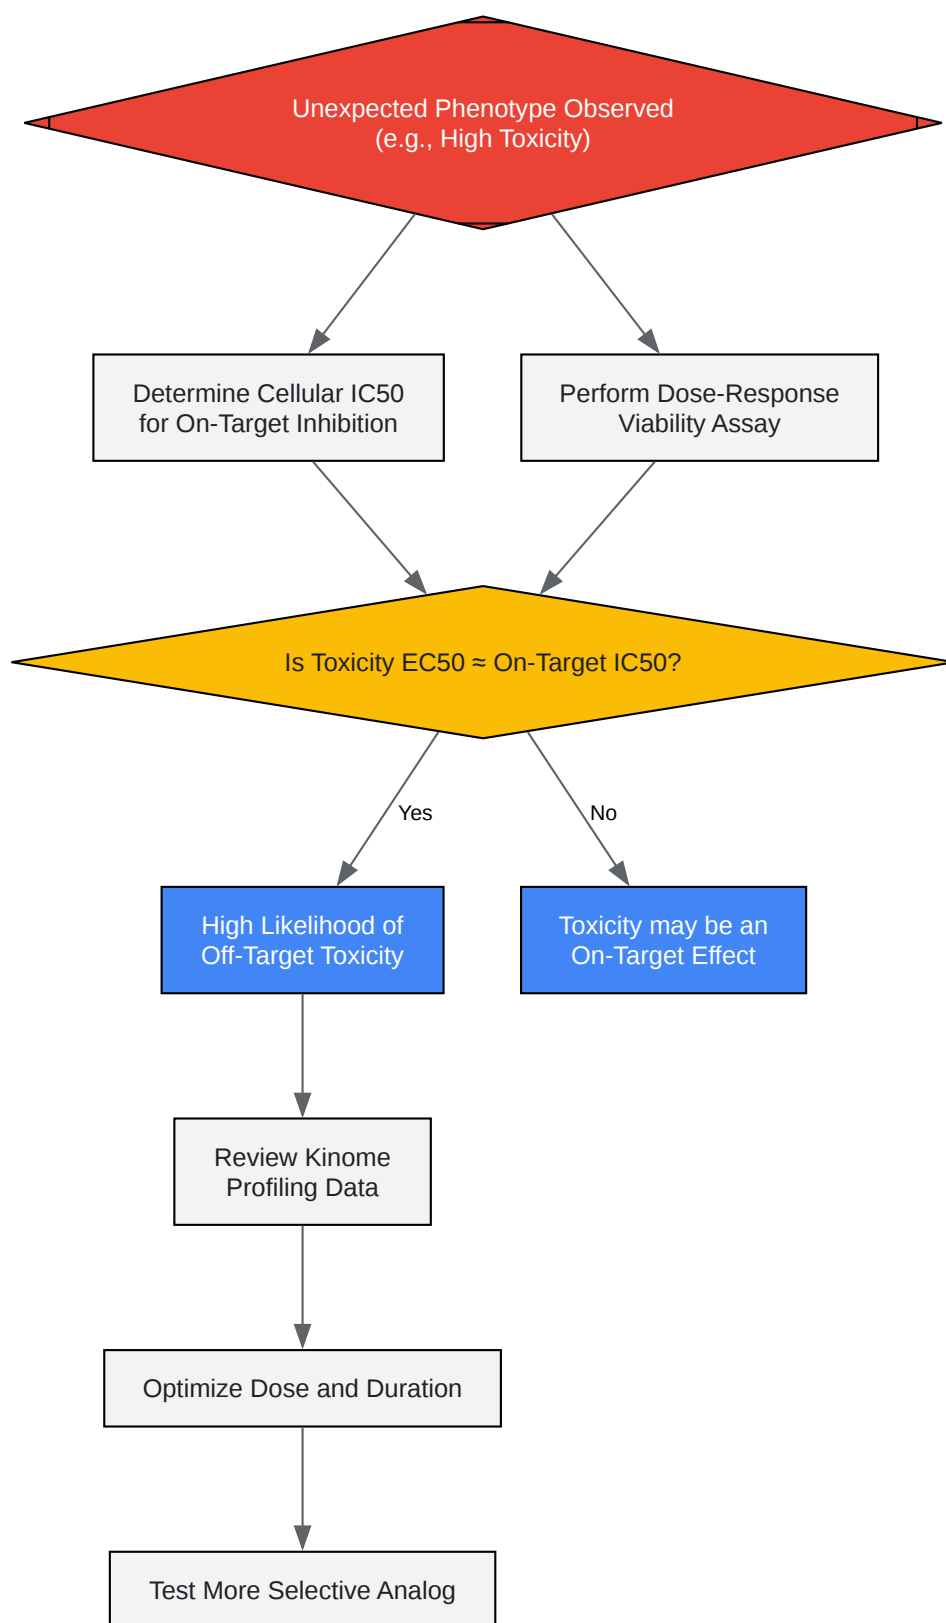 Unexpected Phenotype Observed
(e.g., High Toxicity)
Determine Cellular IC50
for On-Target Inhibition
Perform Dose-Response
Viability Assay
Is Toxicity EC50 ≈ On-Target IC50?
Yes
No
High Likelihood of
Off-Target Toxicity
Toxicity may be an
On-Target Effect
Review Kinome
Profiling Data
Optimize Dose and Duration
Test More Selective Analog